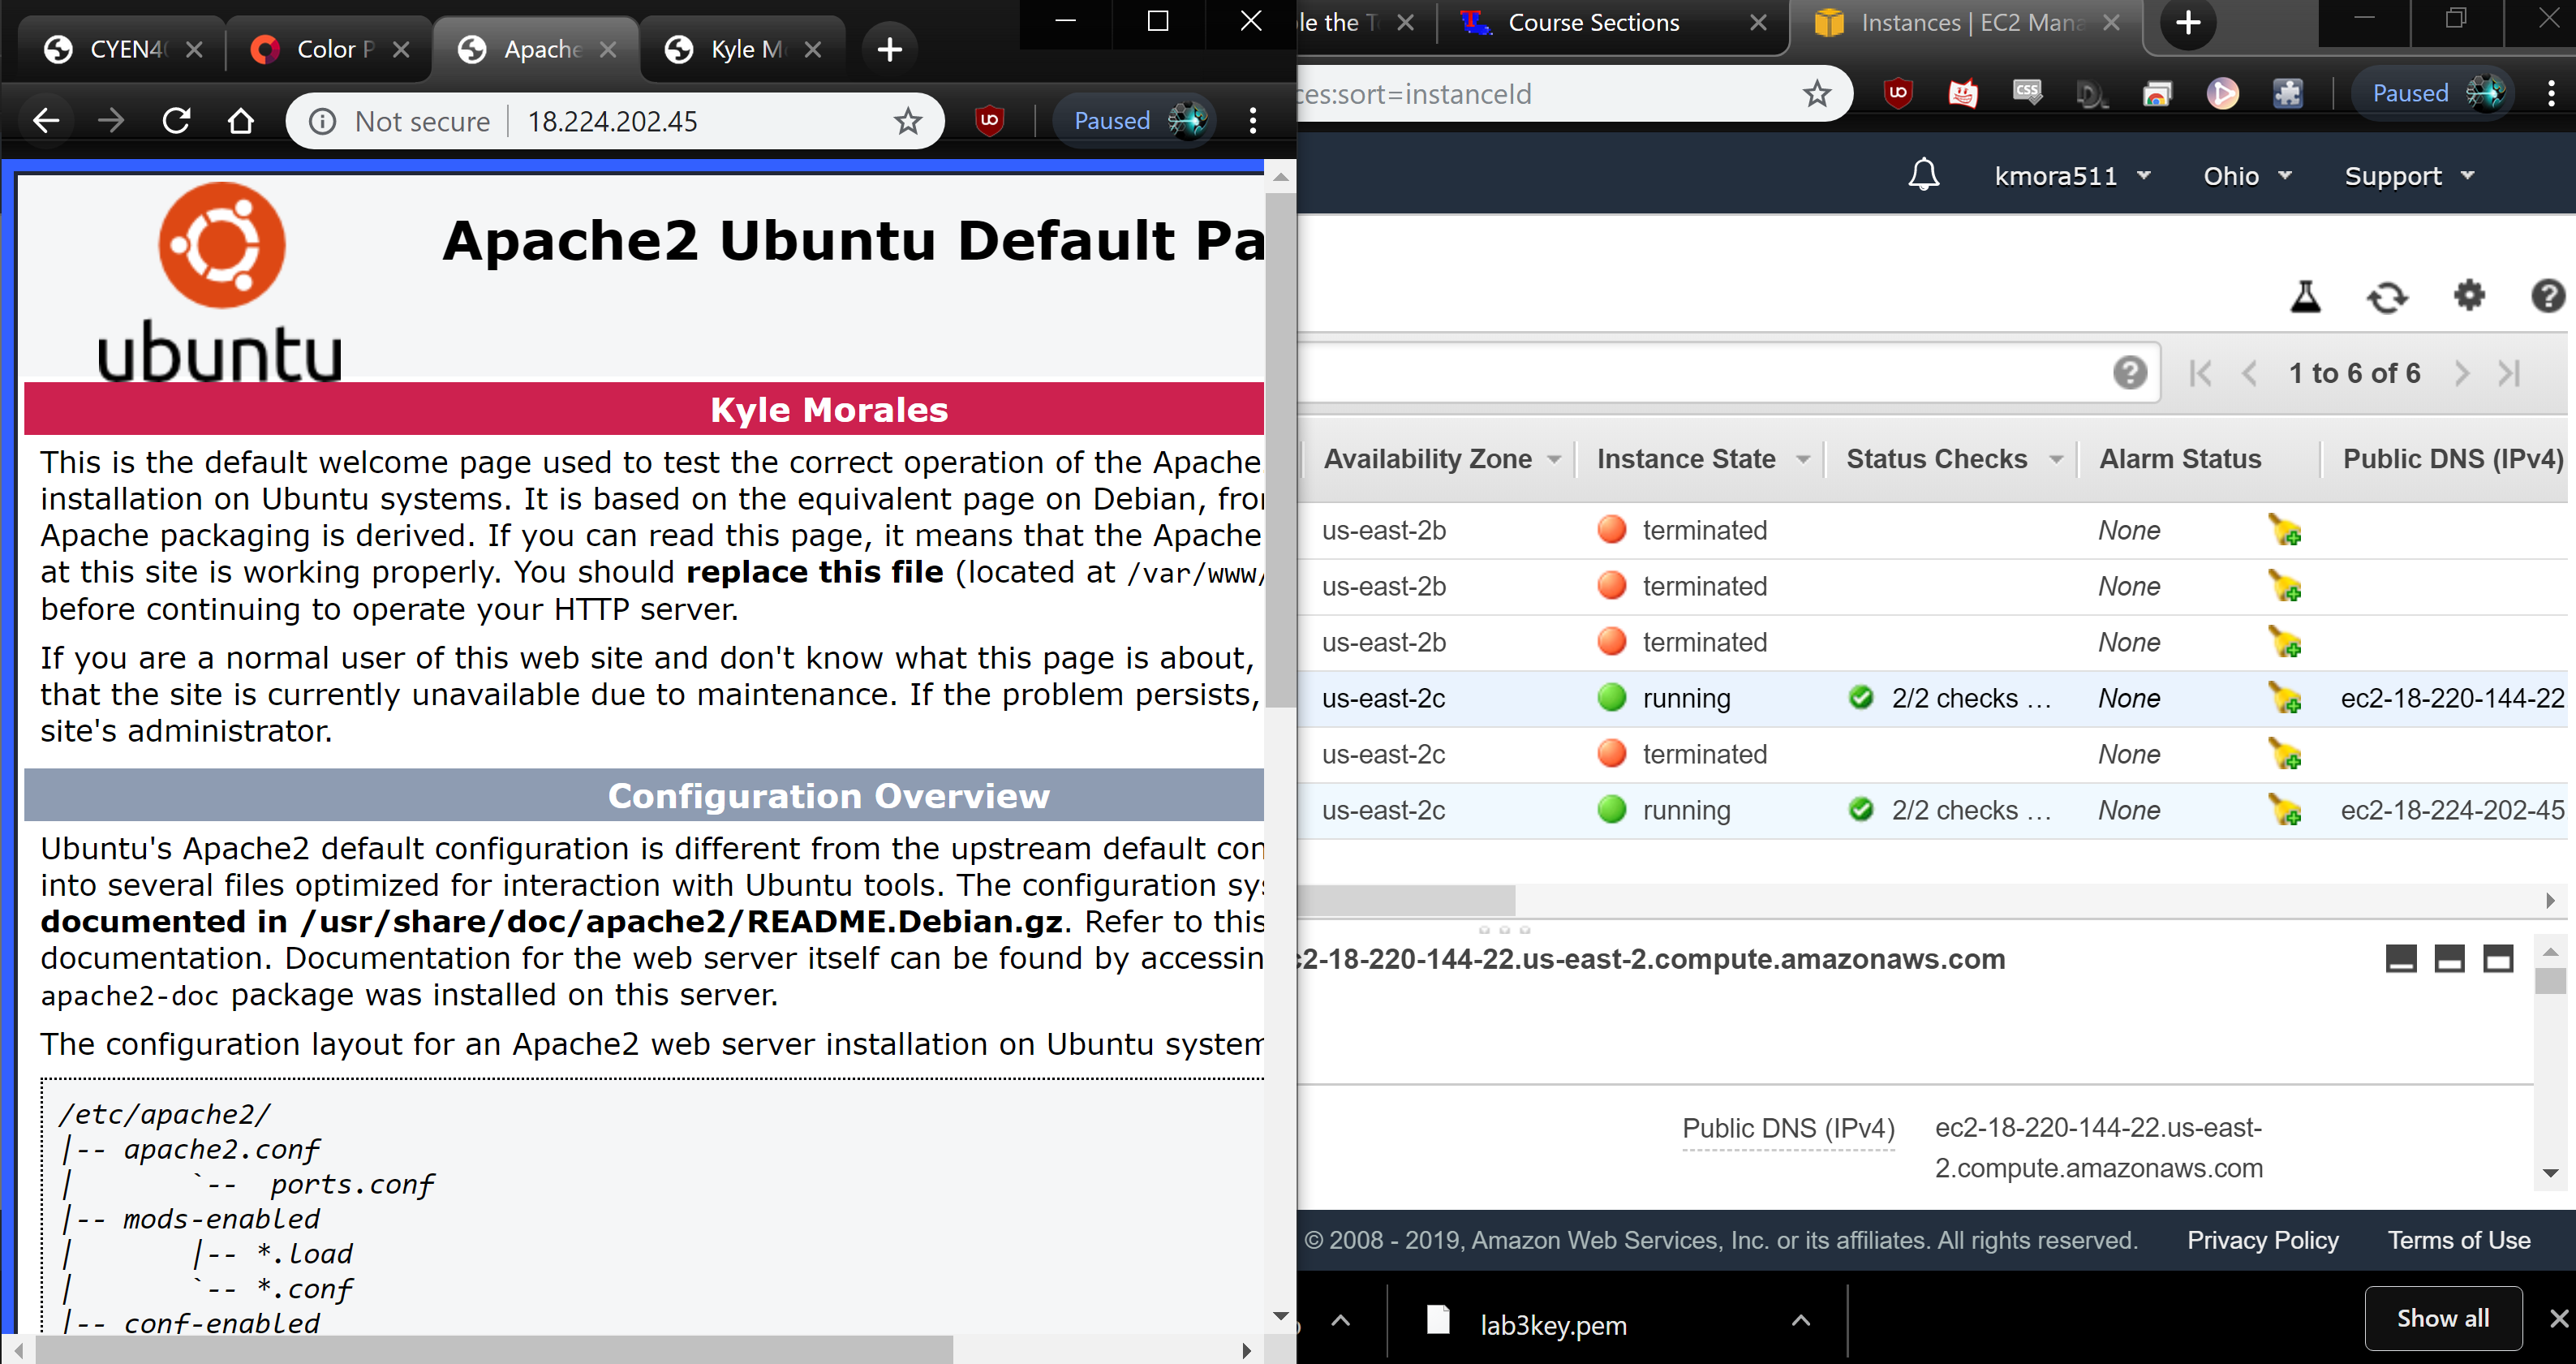 CYEN4
Color P
Apache
Kyle M
Not secure
18.224.202.45
Paused
ubuntu
Apache2 Ubuntu Default Pa
Kyle Morales
This is the default welcome page used to test the correct operation of the Apache
installation on Ubuntu systems. It is based on the equivalent page on Debian, fro
Apache packaging is derived. If you can read this page, it means that the Apache
at this site is working properly. You should replace this file (located at /var/www/
before continuing to operate your HTTP server.
If you are a normal user of this web site and don't know what this page is about,
that the site is currently unavailable due to maintenance. If the problem persists,
site's administrator.
Configuration Overview
Ubuntu's Apache2 default configuration is different from the upstream default con
into several files optimized for interaction with Ubuntu tools. The configuration sys
documented in /usr/share/doc/apache2/README.Debian.gz. Refer to this
documentation. Documentation for the web server itself can be found by accessin
apache2-doc package was installed on this server.
The configuration layout for an Apache2 web server installation on Ubuntu system
/etc/apache2/
|-- apache2.conf
|       `--  ports.conf
|-- mods-enabled
|       |-- *.load
|       `-- *.conf
|-- conf-enabled
le the T
Course Sections
Instances | EC2 Mana
ces:sort=instanceId
CSS
Paused
kmora511
Ohio
Support
1 to 6 of 6
Availability Zone
Instance State
Status Checks
Alarm Status
Public DNS (IPv4)
us-east-2b terminated None
us-east-2b terminated None
us-east-2b terminated None
us-east-2c running 2/2 checks … None ec2-18-220-144-22
us-east-2c terminated None
us-east-2c running 2/2 checks … None ec2-18-224-202-45
c2-18-220-144-22.us-east-2.compute.amazonaws.com
Public DNS (IPv4)
ec2-18-220-144-22.us-east-
2.compute.amazonaws.com
© 2008 - 2019, Amazon Web Services, Inc. or its affiliates. All rights reserved.
Privacy Policy
Terms of Use
lab3key.pem
Show all